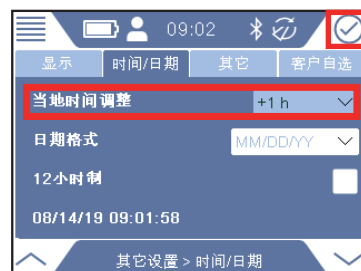 09:02
显示 时间/日期 其它 客户自选
当地时间调整 +1 h
日期格式 MM/DD/YY
12小时制
08/14/19 09:01:58
其它设置 > 时间/日期